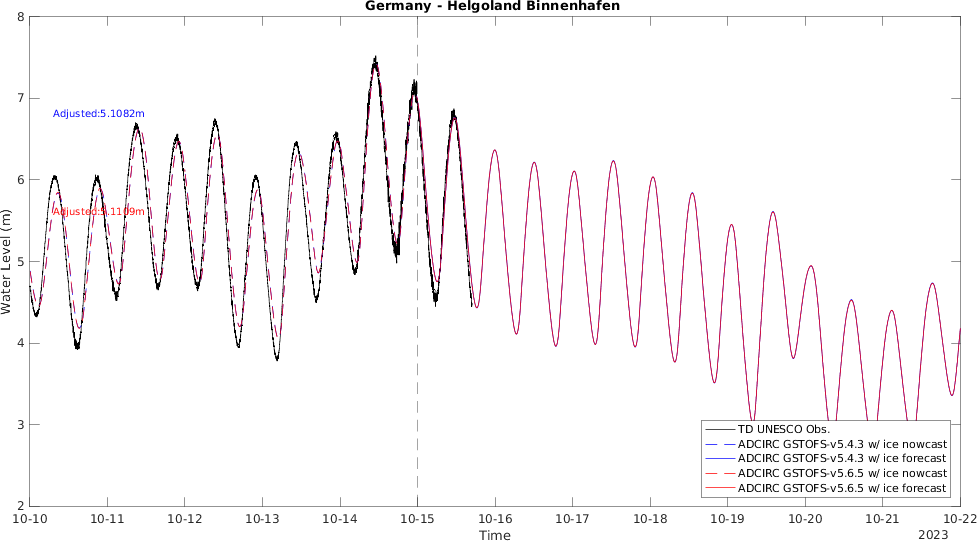 Germany - Helgoland Binnenhafen
8
7
6
5
4
3
2
Water Level (m)
Adjusted:5.1082m
Adjusted:5.1109m
TD UNESCO Obs.
ADCIRC GSTOFS-v5.4.3 w/ ice nowcast
ADCIRC GSTOFS-v5.4.3 w/ ice forecast
ADCIRC GSTOFS-v5.6.5 w/ ice nowcast
ADCIRC GSTOFS-v5.6.5 w/ ice forecast
10-10 10-11 10-12 10-13 10-14 10-15 10-16 10-17 10-18 10-19 10-20 10-21 10-22
Time
2023